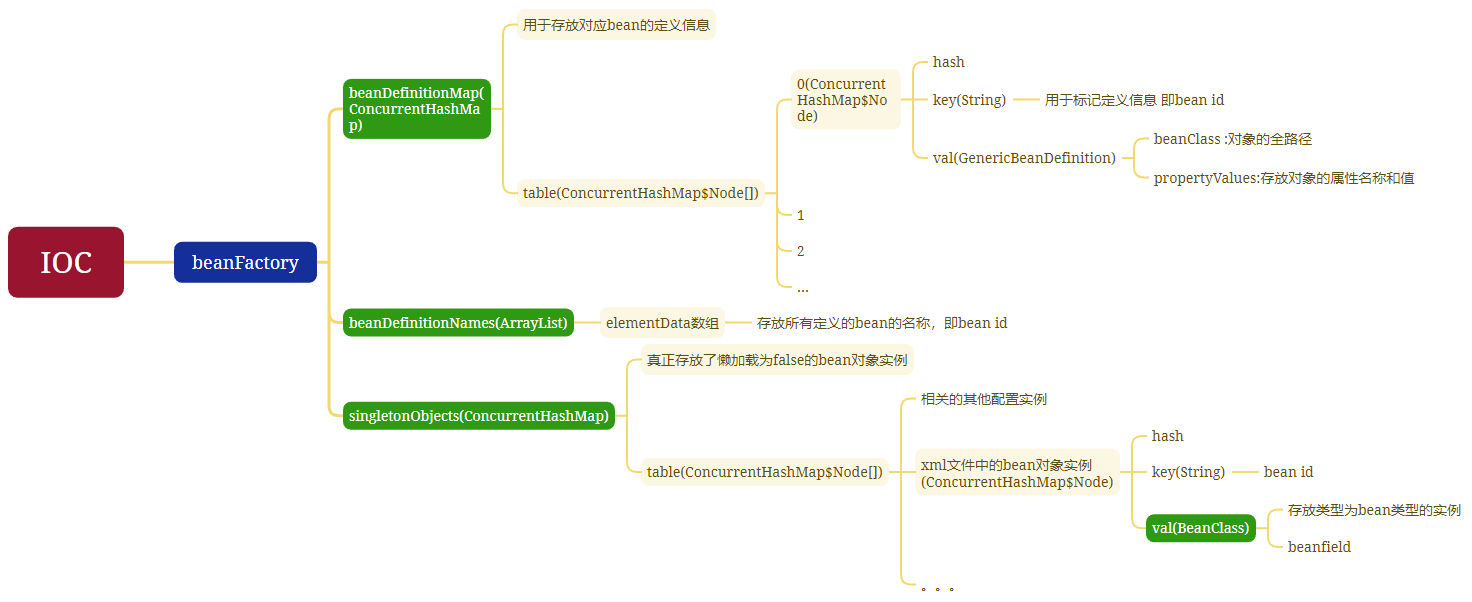 IOC
beanFactory
beanDefinitionMap(
ConcurrentHashMa
p)
用于存放对应bean的定义信息
table(ConcurrentHashMap$Node[])
0(Concurrent
HashMap$No
de)
hash
key(String)
用于标记定义信息 即bean id
val(GenericBeanDefinition)
beanClass :对象的全路径
propertyValues:存放对象的属性名称和值
1
2
...
beanDefinitionNames(ArrayList)
elementData数组
存放所有定义的bean的名称，即bean id
singletonObjects(ConcurrentHashMap)
真正存放了懒加载为false的bean对象实例
table(ConcurrentHashMap$Node[])
相关的其他配置实例
xml文件中的bean对象实例
(ConcurrentHashMap$Node)
hash
key(String)
bean id
val(BeanClass)
存放类型为bean类型的实例
beanfield
。。。